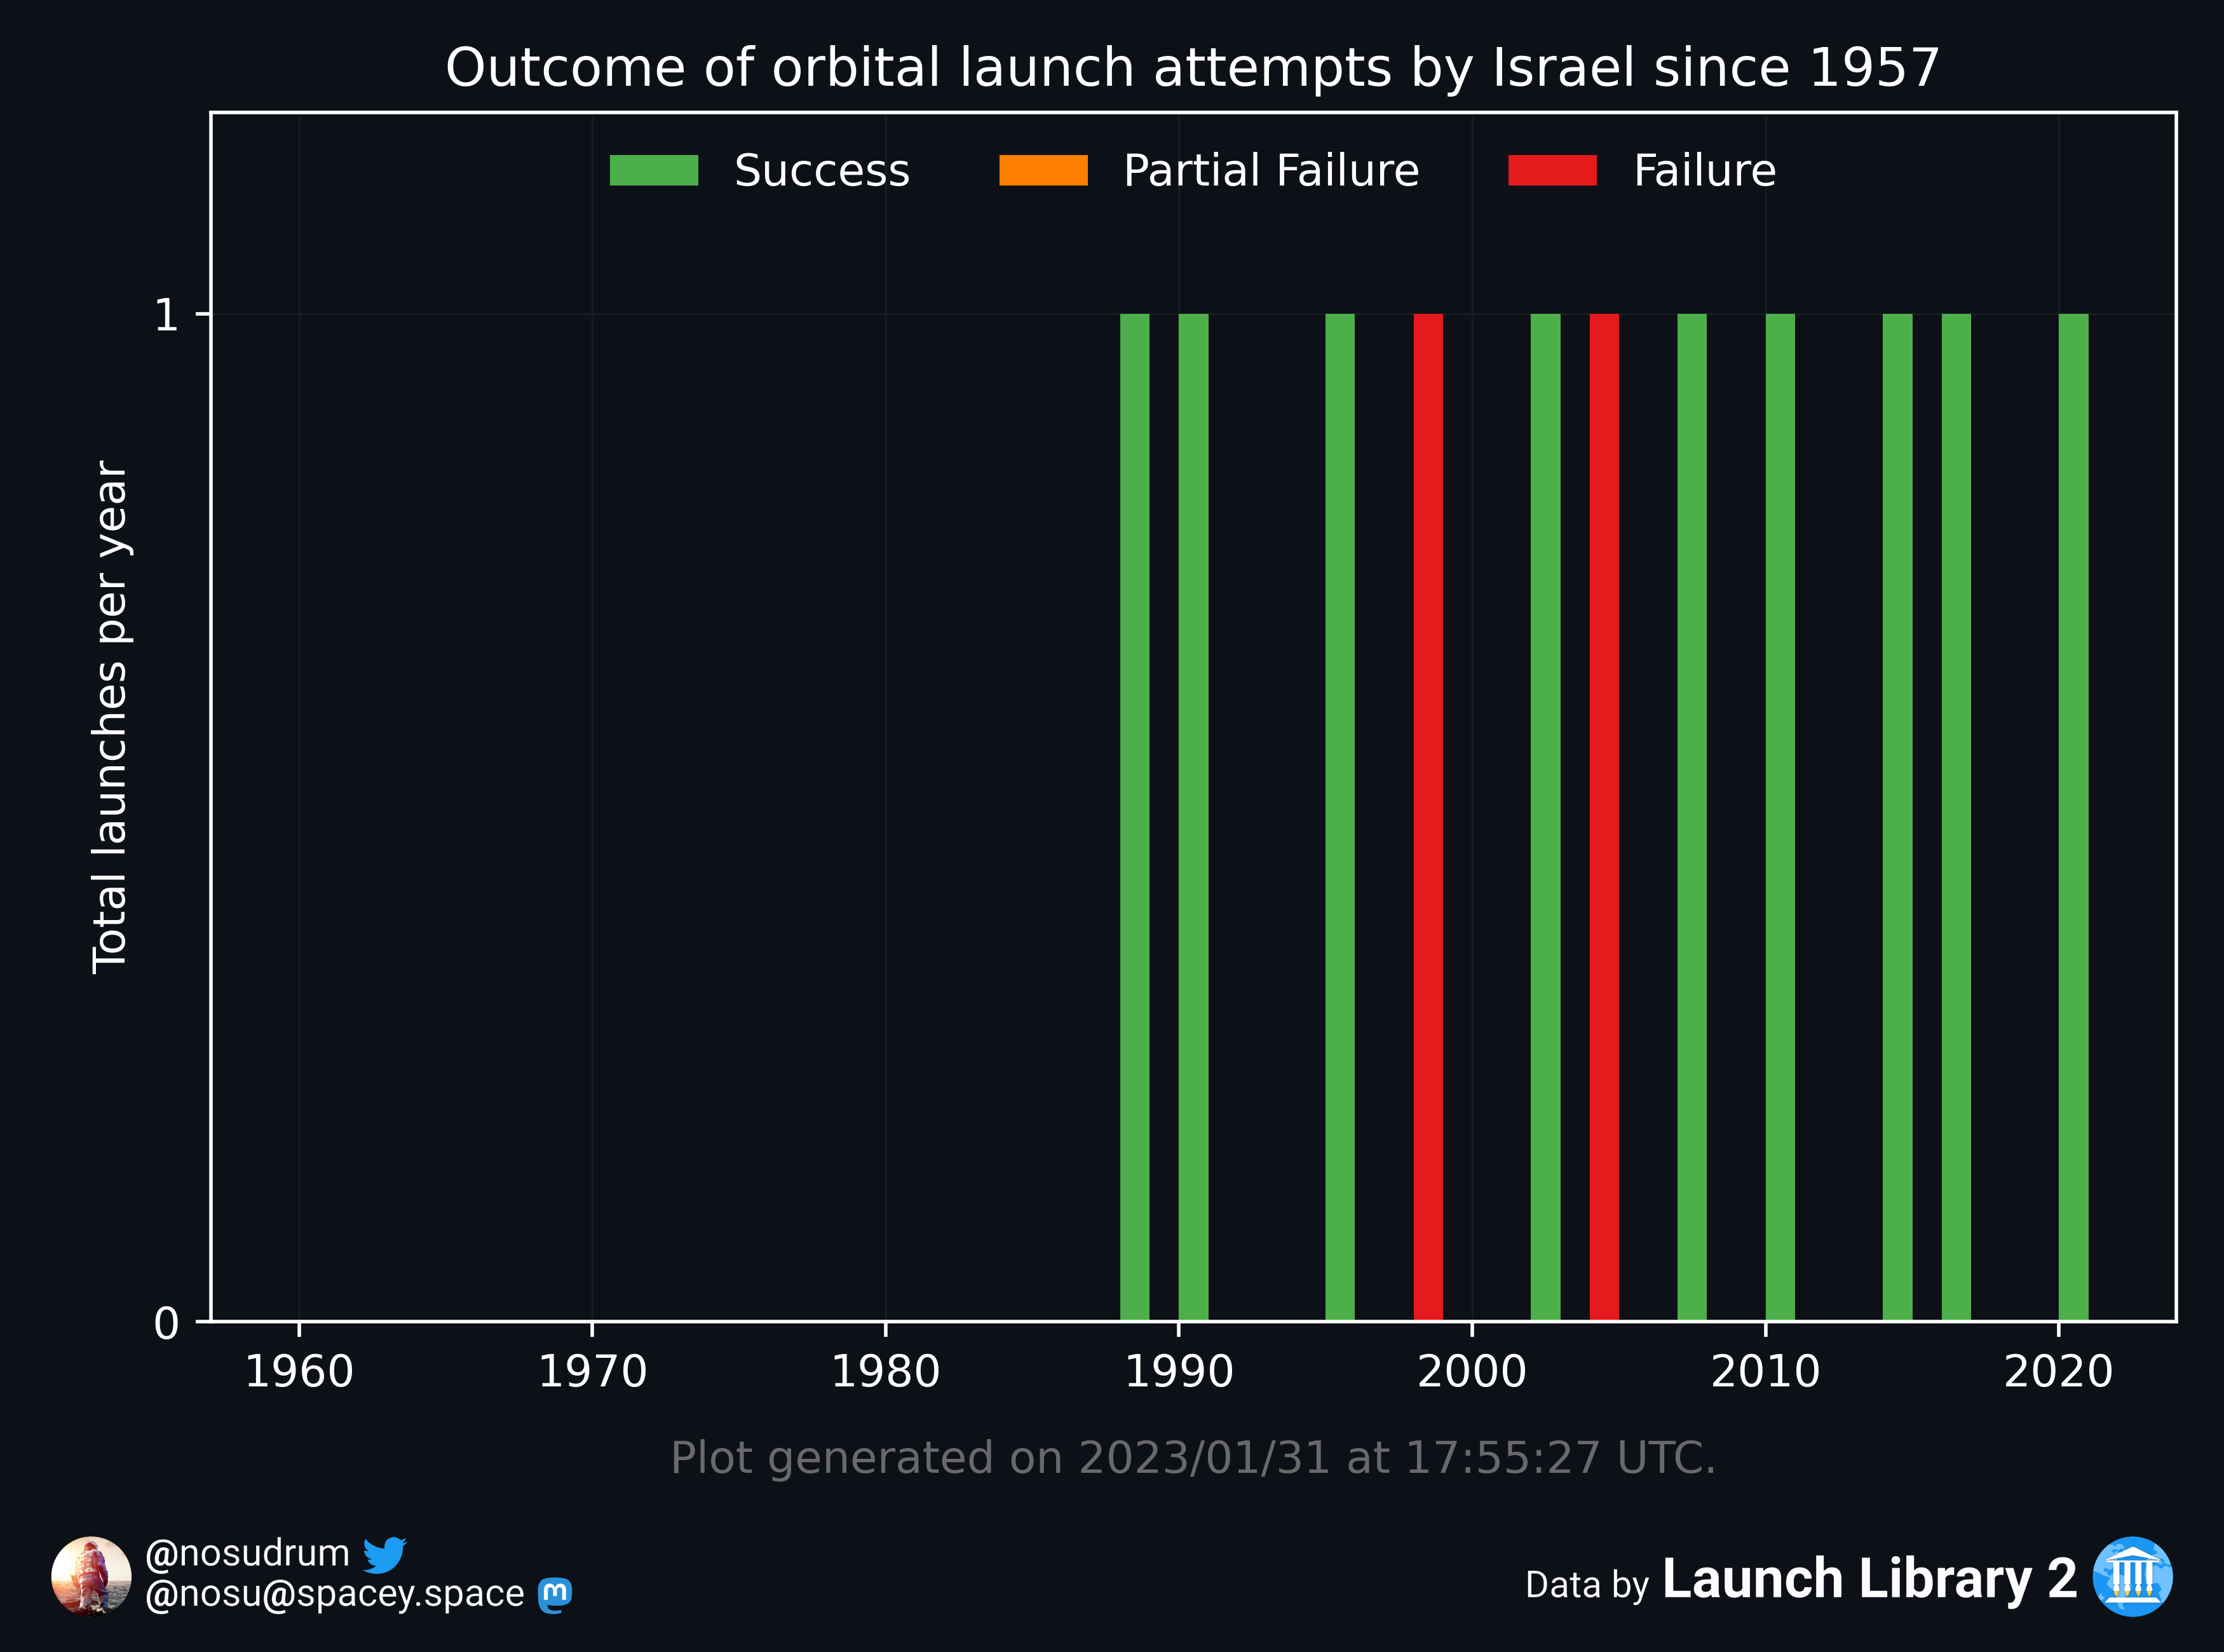 Outcome of orbital launch attempts by Israel since 1957
Success Partial Failure Failure
Total launches per year
1
0
1960 1970 1980 1990 2000 2010 2020
Plot generated on 2023/01/31 at 17:55:27 UTC.
@nosudrum
@nosu@spacey.space
Data by Launch Library 2